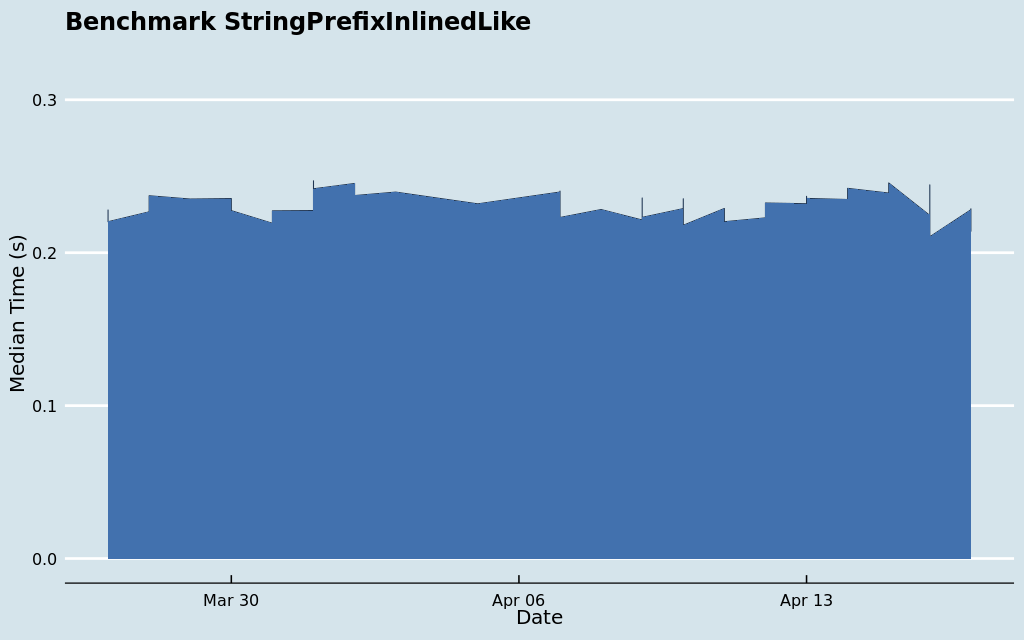 Benchmark StringPrefixInlinedLike
Median Time (s)
0.3
0.2
0.1
0.0
Mar 30
Apr 06
Apr 13
Date